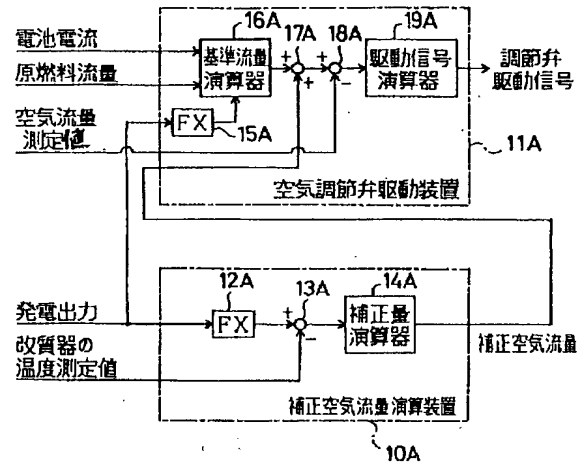 電池電流
原燃料流量
空気流量
測定値
16A
基準流量
演算器
+
17A
+
+
18A
−
19A
駆動信号
演算器
調節弁
駆動信号
FX
15A
11A
空気調節弁駆動装置
発電出力
改質器の
温度測定値
12A
FX
+
13A
−
14A
補正量
演算器
補正空気流量
補正空気流量演算装置
10A